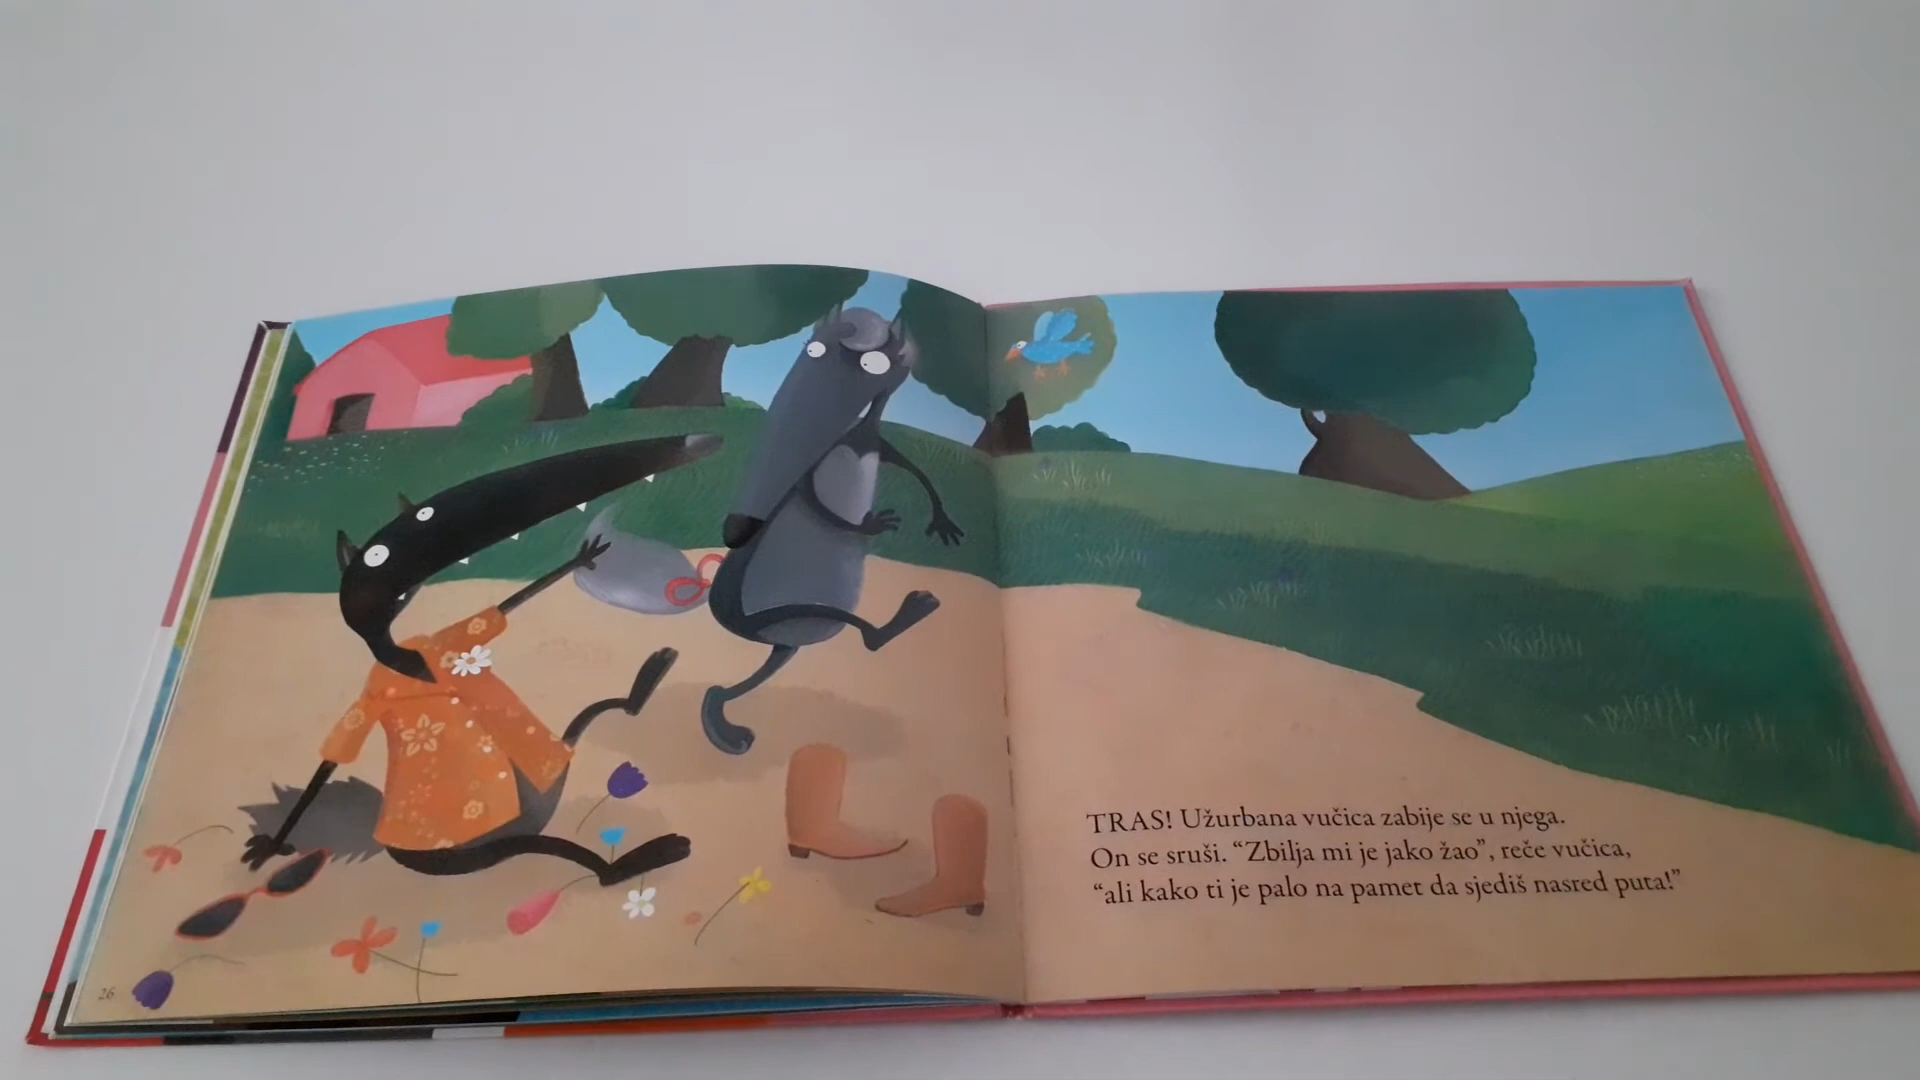 TRAS! Užurbana vučica zabije se u njega.
On se sruši. “Zbilja mi je jako žao”, reče vučica,
“ali kako ti je palo na pamet da sjediš nasred puta!”
26